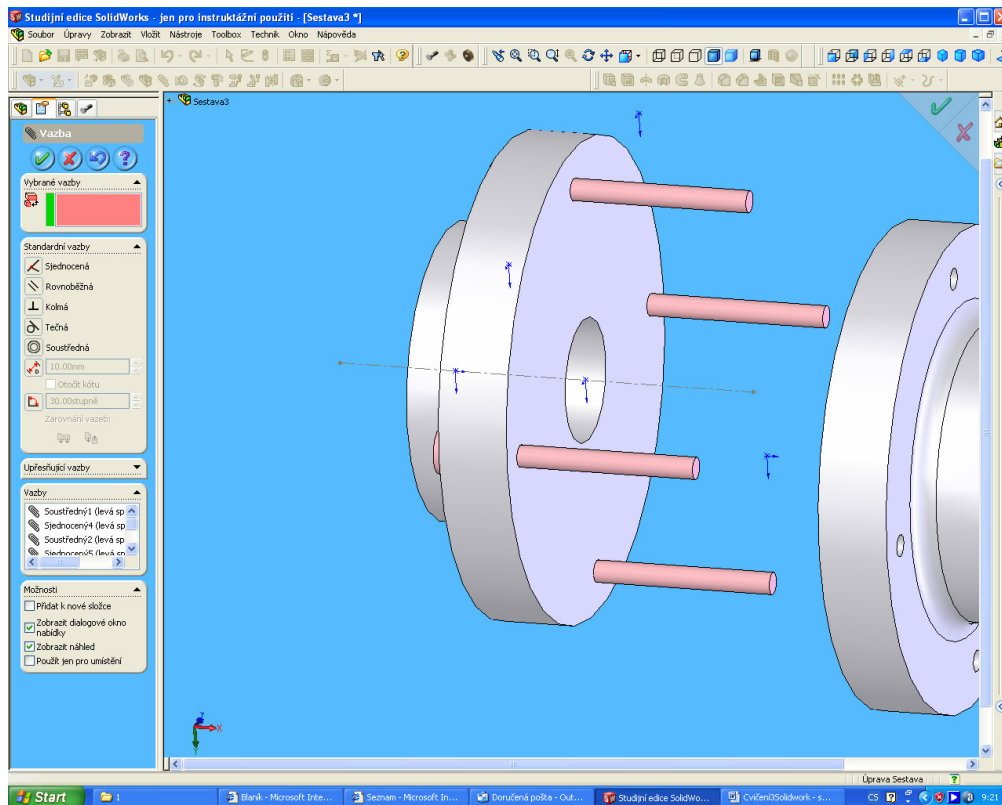 Studijní edice SolidWorks - jen pro instruktážní použití - [Sestava3 *]
Soubor Úpravy Zobrazit Vložit Nástroje Toolbox Technik Okno Nápověda
Sestava3
Vazba
Vybrané vazby
Standardní vazby
Sjednocená
Rovnoběžná
Kolmá
Tečná
Soustředná
10.00mm
Otočit kótu
30.00stupně
Zarovnání vazeb:
Upřesňující vazby
Vazby
Soustředný1 (levá sp
Sjednocený4 (levá sp
Soustředný2 (levá sp
Sjednocený5 (levá sp
Možnosti
Přidat k nové složce
Zobrazit dialogové okno
nabídky
Zobrazit náhled
Použít jen pro umístění
Z
X
Úprava Sestava
Start 1 Blaník - Microsoft Inte... Seznam - Microsoft In... Doručená pošta - Out... Studijní edice SolidWo... Cvičení3Solidwork - s... CS 9:21